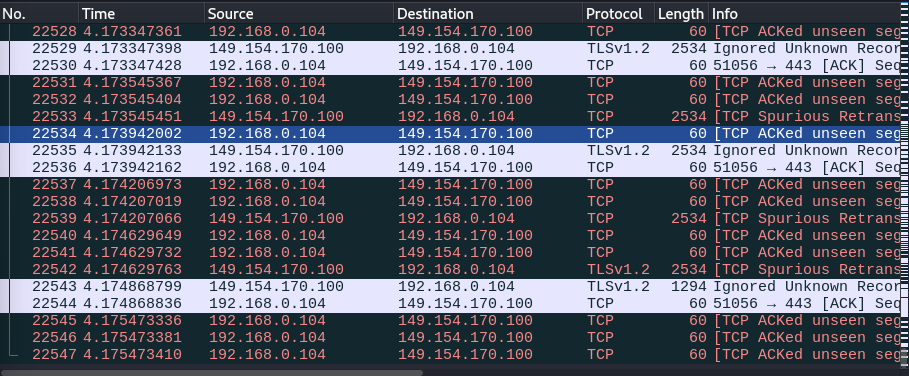 No. Time Source Destination Protocol Length Info
22528 4.173347361 192.168.0.104 149.154.170.100 TCP 60 [TCP ACKed unseen seg
22529 4.173347398 149.154.170.100 192.168.0.104 TLSv1.2 2534 Ignored Unknown Recor
22530 4.173347428 192.168.0.104 149.154.170.100 TCP 60 51056 → 443 [ACK] Seq
22531 4.173545367 192.168.0.104 149.154.170.100 TCP 60 [TCP ACKed unseen seg
22532 4.173545404 192.168.0.104 149.154.170.100 TCP 60 [TCP ACKed unseen seg
22533 4.173545451 149.154.170.100 192.168.0.104 TCP 2534 [TCP Spurious Retrans
22534 4.173942002 192.168.0.104 149.154.170.100 TCP 60 [TCP ACKed unseen seg
22535 4.173942133 149.154.170.100 192.168.0.104 TLSv1.2 2534 Ignored Unknown Recor
22536 4.173942162 192.168.0.104 149.154.170.100 TCP 60 51056 → 443 [ACK] Seq
22537 4.174206973 192.168.0.104 149.154.170.100 TCP 60 [TCP ACKed unseen seg
22538 4.174207019 192.168.0.104 149.154.170.100 TCP 60 [TCP ACKed unseen seg
22539 4.174207066 149.154.170.100 192.168.0.104 TCP 2534 [TCP Spurious Retrans
22540 4.174629649 192.168.0.104 149.154.170.100 TCP 60 [TCP ACKed unseen seg
22541 4.174629732 192.168.0.104 149.154.170.100 TCP 60 [TCP ACKed unseen seg
22542 4.174629763 149.154.170.100 192.168.0.104 TLSv1.2 2534 [TCP Spurious Retrans
22543 4.174868799 149.154.170.100 192.168.0.104 TLSv1.2 1294 Ignored Unknown Recor
22544 4.174868836 192.168.0.104 149.154.170.100 TCP 60 51056 → 443 [ACK] Seq
22545 4.175473336 192.168.0.104 149.154.170.100 TCP 60 [TCP ACKed unseen seg
22546 4.175473381 192.168.0.104 149.154.170.100 TCP 60 [TCP ACKed unseen seg
22547 4.175473410 192.168.0.104 149.154.170.100 TCP 60 [TCP ACKed unseen seg